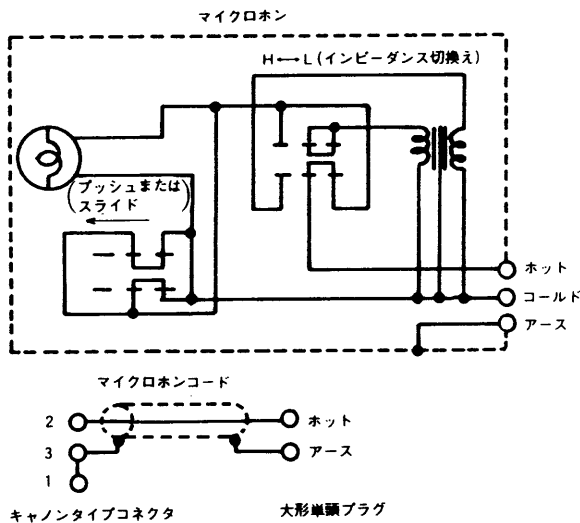 マイクロホン
H←→L(インピーダンス切換え)
(プッシュまたは
スライド)
ホット
コールド
アース
マイクロホンコード
2
ホット
3
アース
1
キャノンタイプコネクタ
大形単頭プラグ